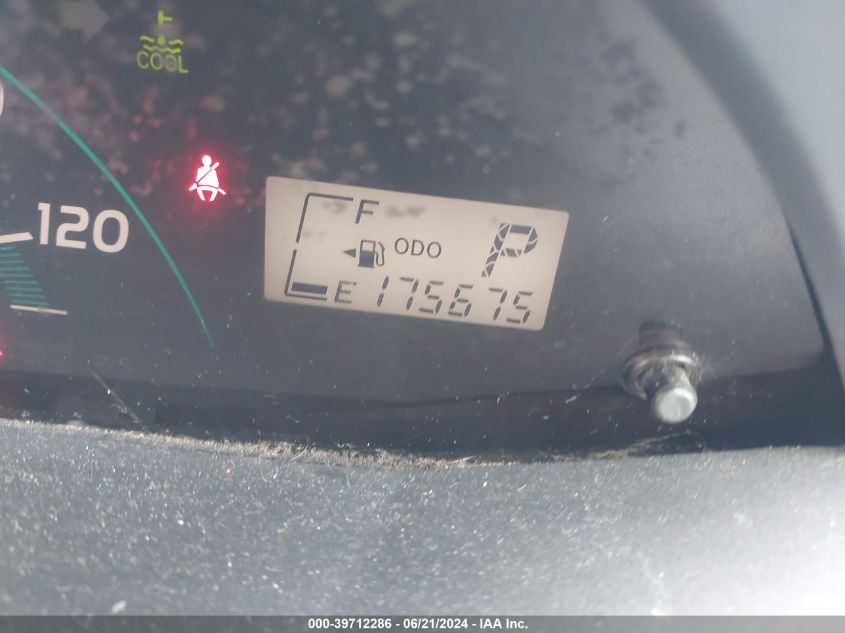 COOL
120
F
ODO P
E 175675
000-39712286 - 06/21/2024 - IAA Inc.